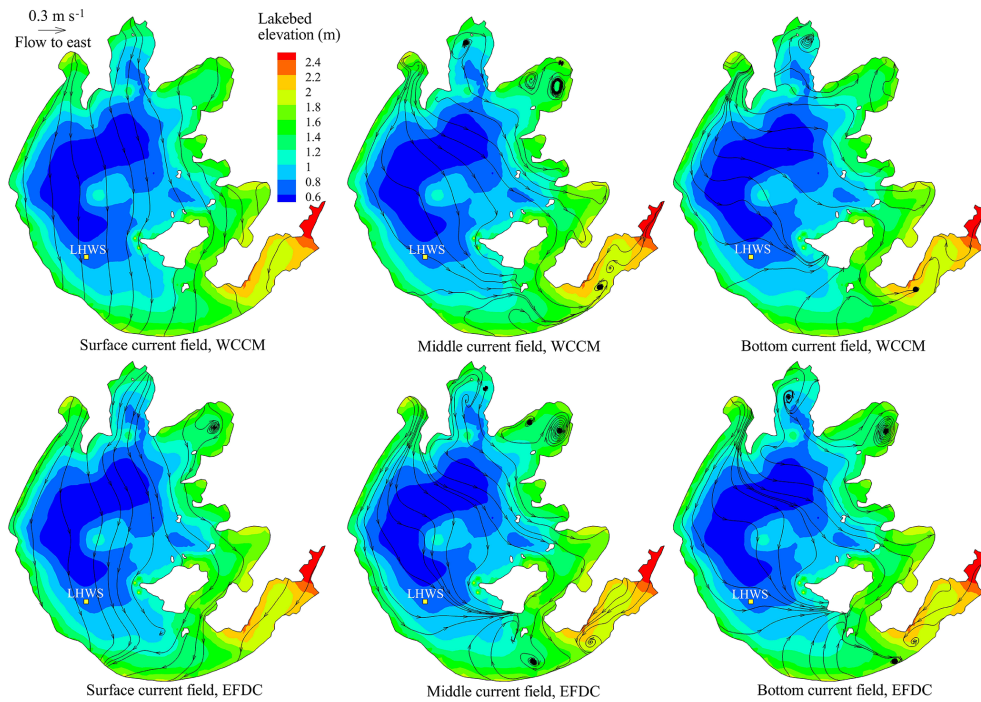 0.3 m s⁻¹
Flow to east
Lakebed
elevation (m)
2.4
2.2
2
1.8
1.6
1.4
1.2
1
0.8
0.6
LHWS
LHWS
LHWS
Surface current field, WCCM
Middle current field, WCCM
Bottom current field, WCCM
LHWS
LHWS
LHWS
Surface current field, EFDC
Middle current field, EFDC
Bottom current field, EFDC